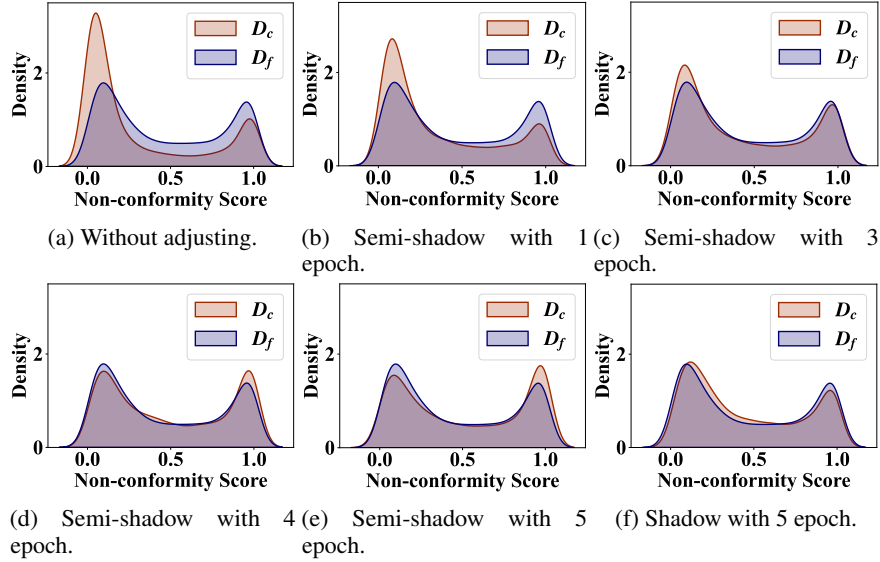 D_c
D_f
Density
2
0
0.0 0.5 1.0
Non-conformity Score
(a) Without adjusting.
D_c
D_f
Density
2
0
0.0 0.5 1.0
Non-conformity Score
(b) Semi-shadow with 1
epoch.
D_c
D_f
Density
2
0
0.0 0.5 1.0
Non-conformity Score
(c) Semi-shadow with 3
epoch.
D_c
D_f
Density
2
0
0.0 0.5 1.0
Non-conformity Score
(d) Semi-shadow with 4
epoch.
D_c
D_f
Density
2
0
0.0 0.5 1.0
Non-conformity Score
(e) Semi-shadow with 5
epoch.
D_c
D_f
Density
2
0
0.0 0.5 1.0
Non-conformity Score
(f) Shadow with 5 epoch.